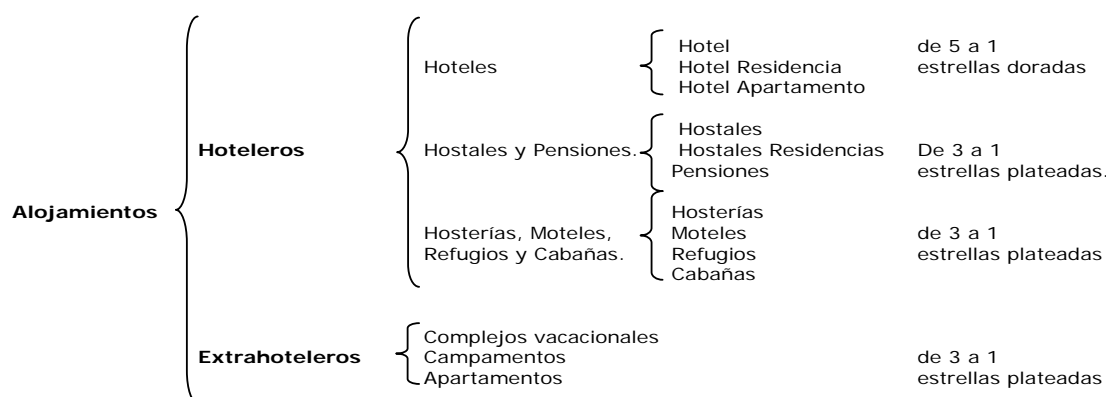 Hotel de 5 a 1
Hoteles Hotel Residencia estrellas doradas
Hotel Apartamento
Hostales
Hoteleros Hostales y Pensiones. Hostales Residencias De 3 a 1
Pensiones estrellas plateadas.
Alojamientos Hosterías
Hosterías, Moteles, Moteles de 3 a 1
Refugios y Cabañas. Refugios estrellas plateadas
Cabañas
Complejos vacacionales
Extrahoteleros Campamentos de 3 a 1
Apartamentos estrellas plateadas